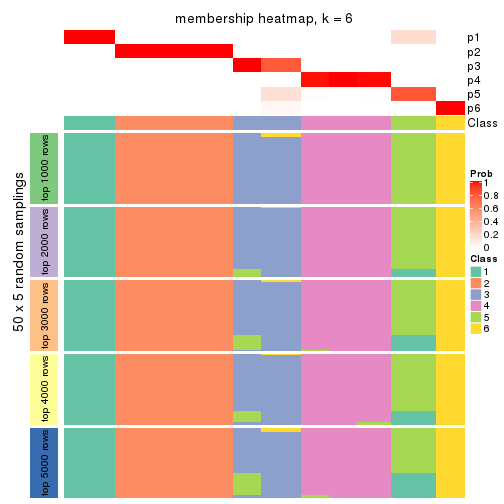 membership heatmap, k = 6
p1
p2
p3
p4
p5
p6
Class
50 x 5 random samplings
top 1000 rows
top 2000 rows
top 3000 rows
top 4000 rows
top 5000 rows
Prob
1
0.8
0.6
0.4
0.2
0
Class
1
2
3
4
5
6